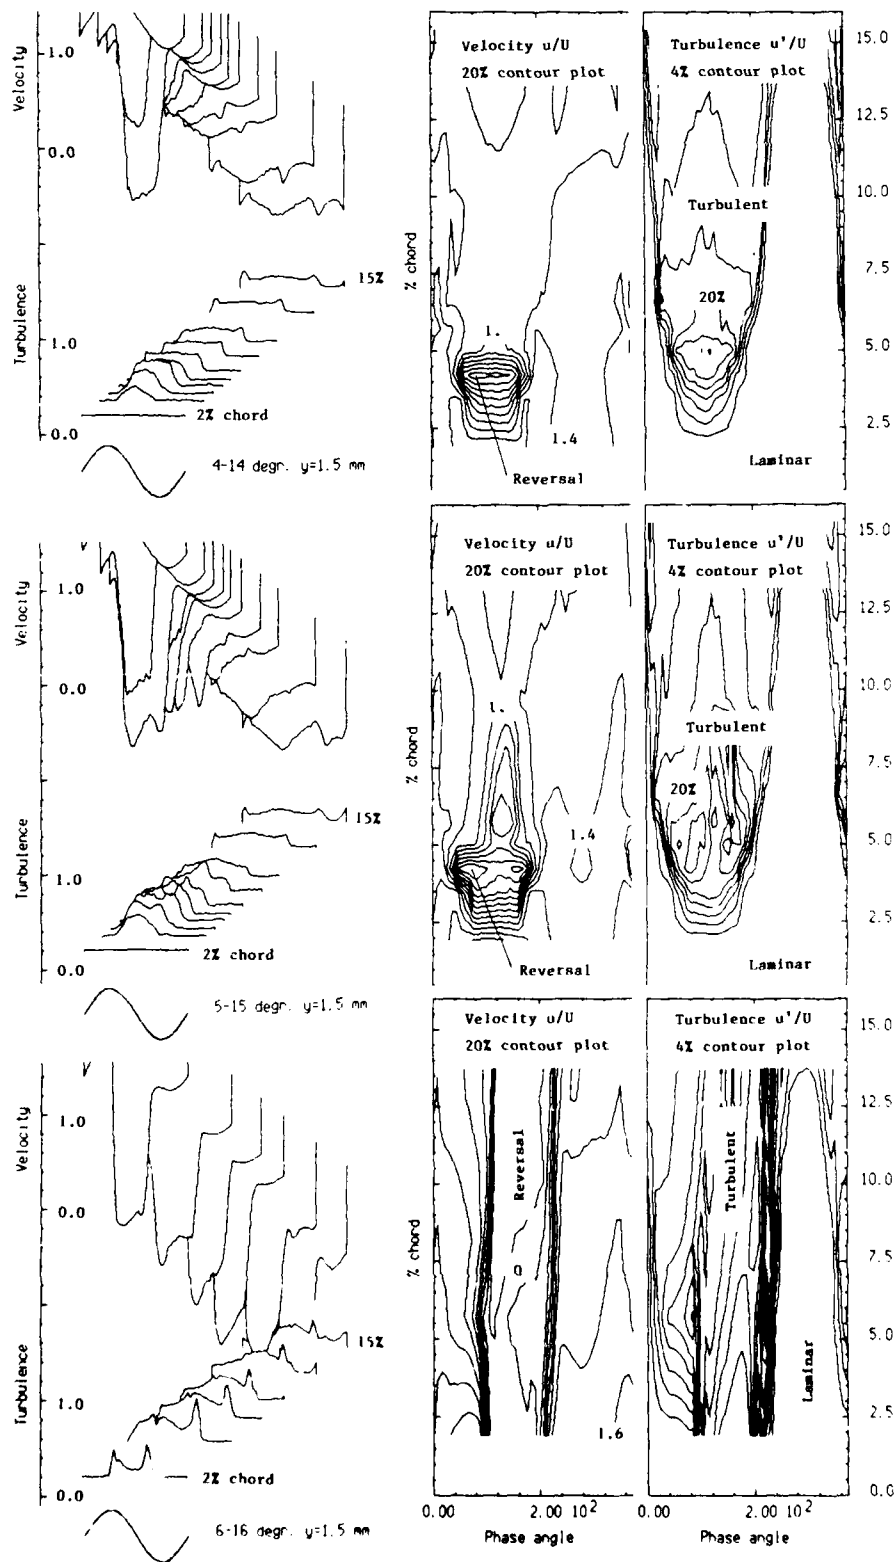 Velocity
1.0
0.0
Turbulence
1.0
0.0
15%
2% chord
4-14 degr. y=1.5 mm
Velocity u/U
20% contour plot
% chord
1.
1.4
Reversal
Turbulence u'/U
4% contour plot
Turbulent
20%
Laminar
15.0
12.5
10.0
7.5
5.0
2.5
Velocity
1.0
0.0
Turbulence
1.0
0.0
15%
2% chord
5-15 degr. y=1.5 mm
Velocity u/U
20% contour plot
% chord
1.
1.4
Reversal
Turbulence u'/U
4% contour plot
Turbulent
20%
Laminar
15.0
12.5
10.0
7.5
5.0
2.5
Velocity
1.0
0.0
Turbulence
1.0
0.0
15%
2% chord
6-16 degr. y=1.5 mm
Velocity u/U
20% contour plot
% chord
Reversal
0
1.6
0.00 2.00 10²
Phase angle
Turbulence u'/U
4% contour plot
Turbulent
Laminar
0.00 2.00 10²
Phase angle
15.0
12.5
10.0
7.5
5.0
2.5
0.0